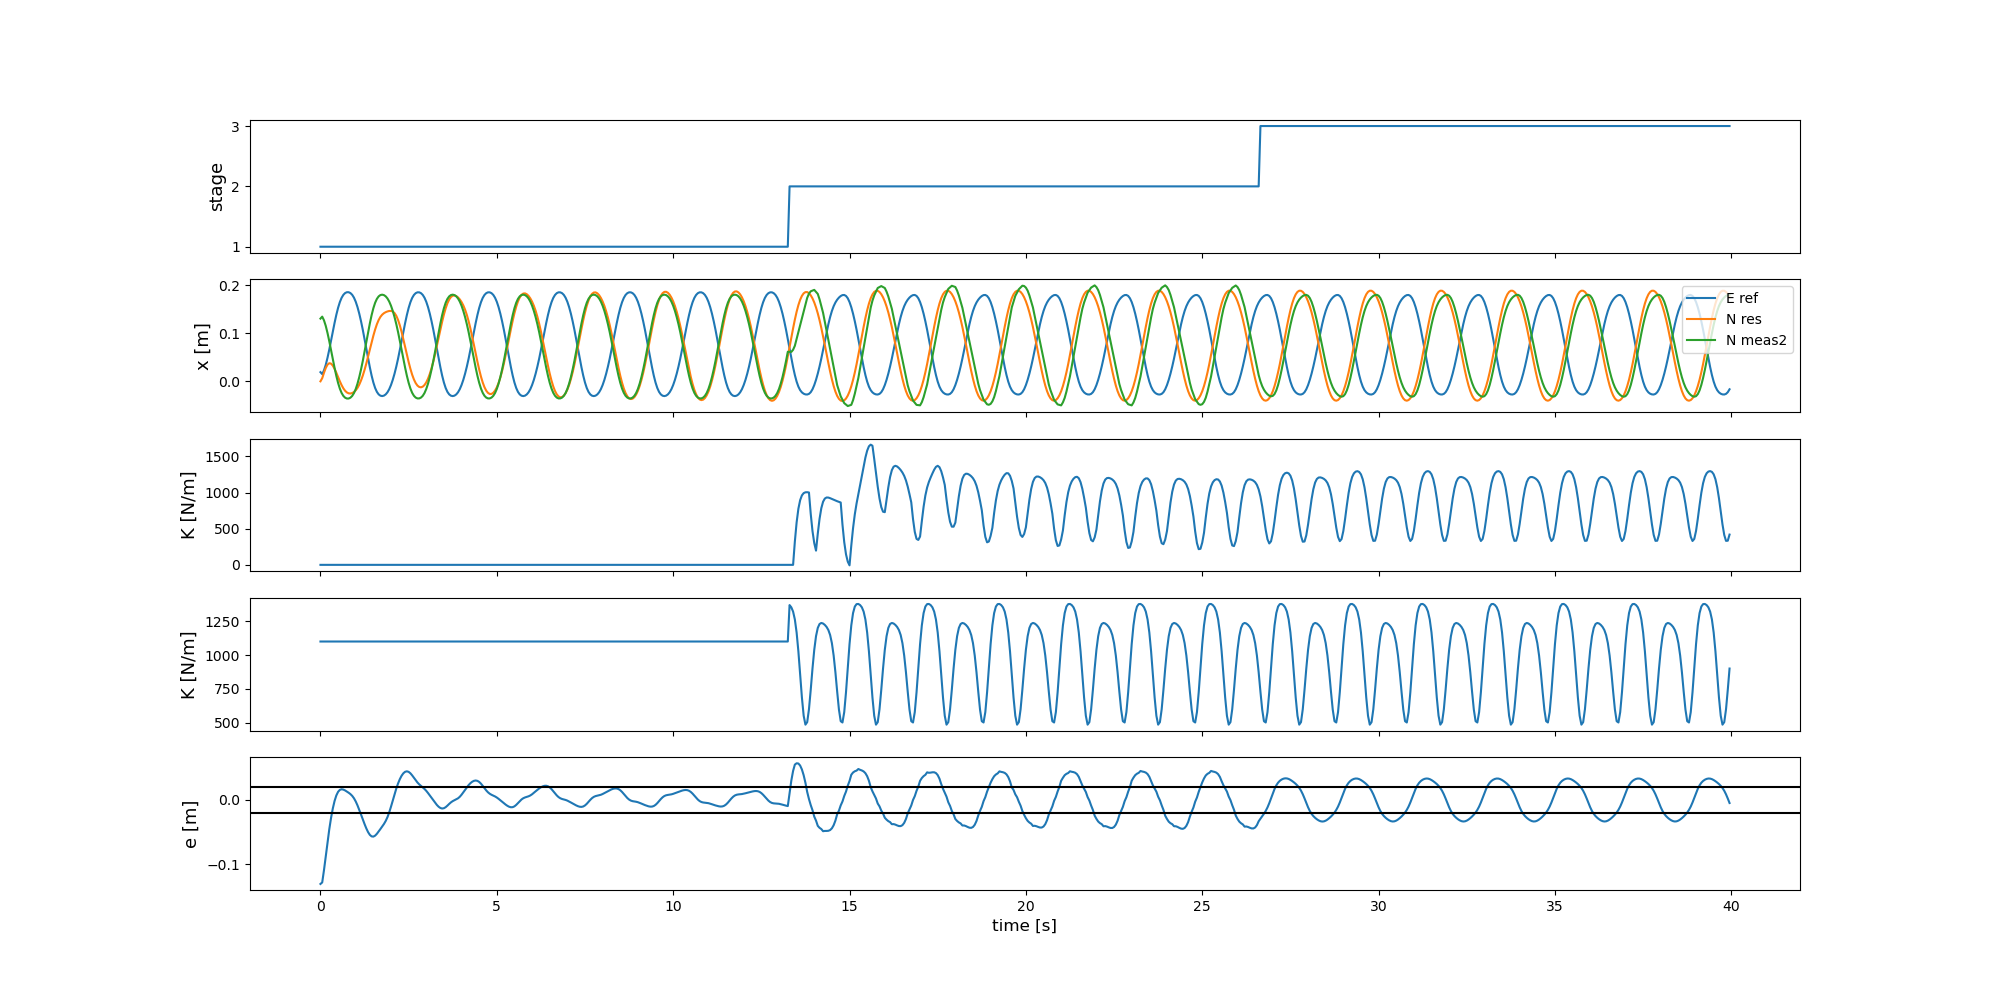 stage
3
2
1
x [m]
0.2
0.1
0.0
E ref
N res
N meas2
K [N/m]
1500
1000
500
0
K [N/m]
1250
1000
750
500
e [m]
0.0
−0.1
0 5 10 15 20 25 30 35 40
time [s]